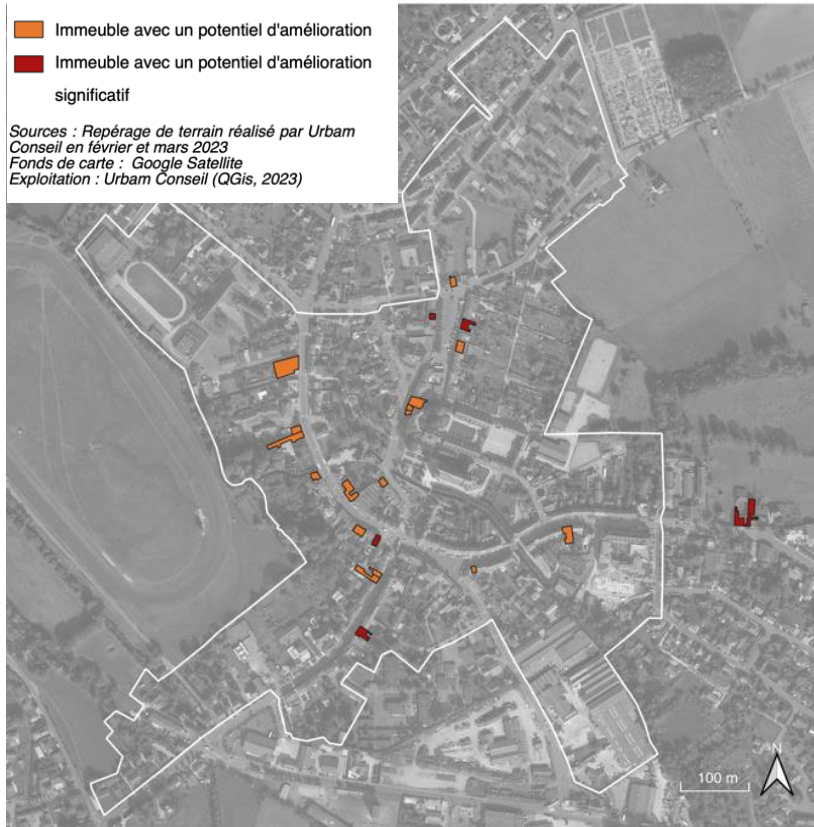 Immeuble avec un potentiel d'amélioration
Immeuble avec un potentiel d'amélioration
significatif
Sources : Repérage de terrain réalisé par Urbam
Conseil en février et mars 2023
Fonds de carte : Google Satellite
Exploitation : Urbam Conseil (QGis, 2023)
N
100 m